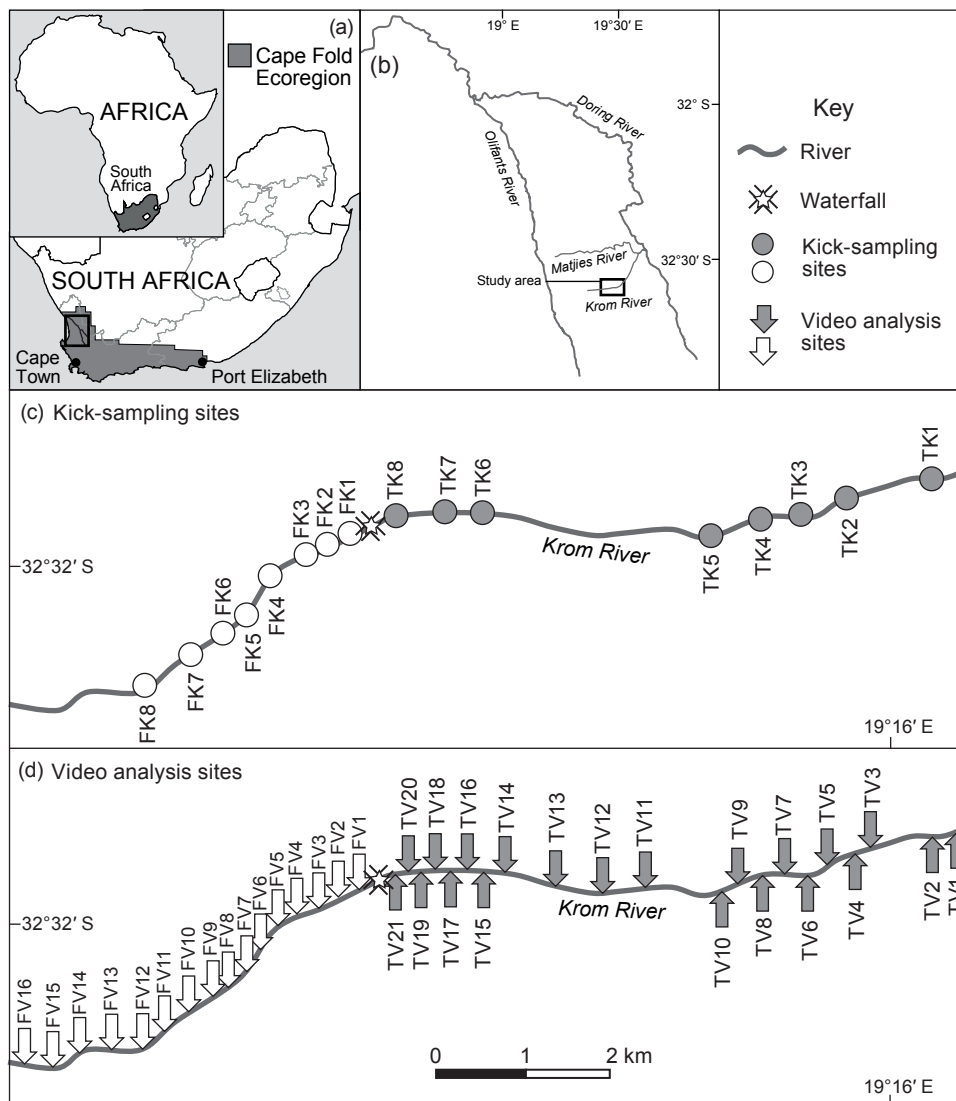 (a)
Cape Fold
Ecoregion
AFRICA
South
Africa
SOUTH AFRICA
Cape
Town
Port Elizabeth
19° E
19°30′ E
(b)
32° S
Doring River
Olifants River
32°30′ S
Matjies River
Study area
Krom River
Key
River
Waterfall
Kick-sampling
sites
Video analysis
sites
(c) Kick-sampling sites
FK3
FK2
FK1
TK8
TK7
TK6
TK3
TK1
Krom River
TK5
TK4
TK2
32°32′ S
FK6
FK4
FK5
FK7
FK8
19°16′ E
(d) Video analysis sites
FV16
FV15
FV14
FV13
FV12
FV11
FV10
FV9
FV8
FV7
FV6
FV5
FV4
FV3
FV2
FV1
TV20
TV18
TV16
TV14
TV13
TV12
TV11
TV9
TV7
TV5
TV3
32°32′ S
TV21
TV19
TV17
TV15
Krom River
TV10
TV8
TV6
TV4
TV2
TV1
0 1 2 km
19°16′ E